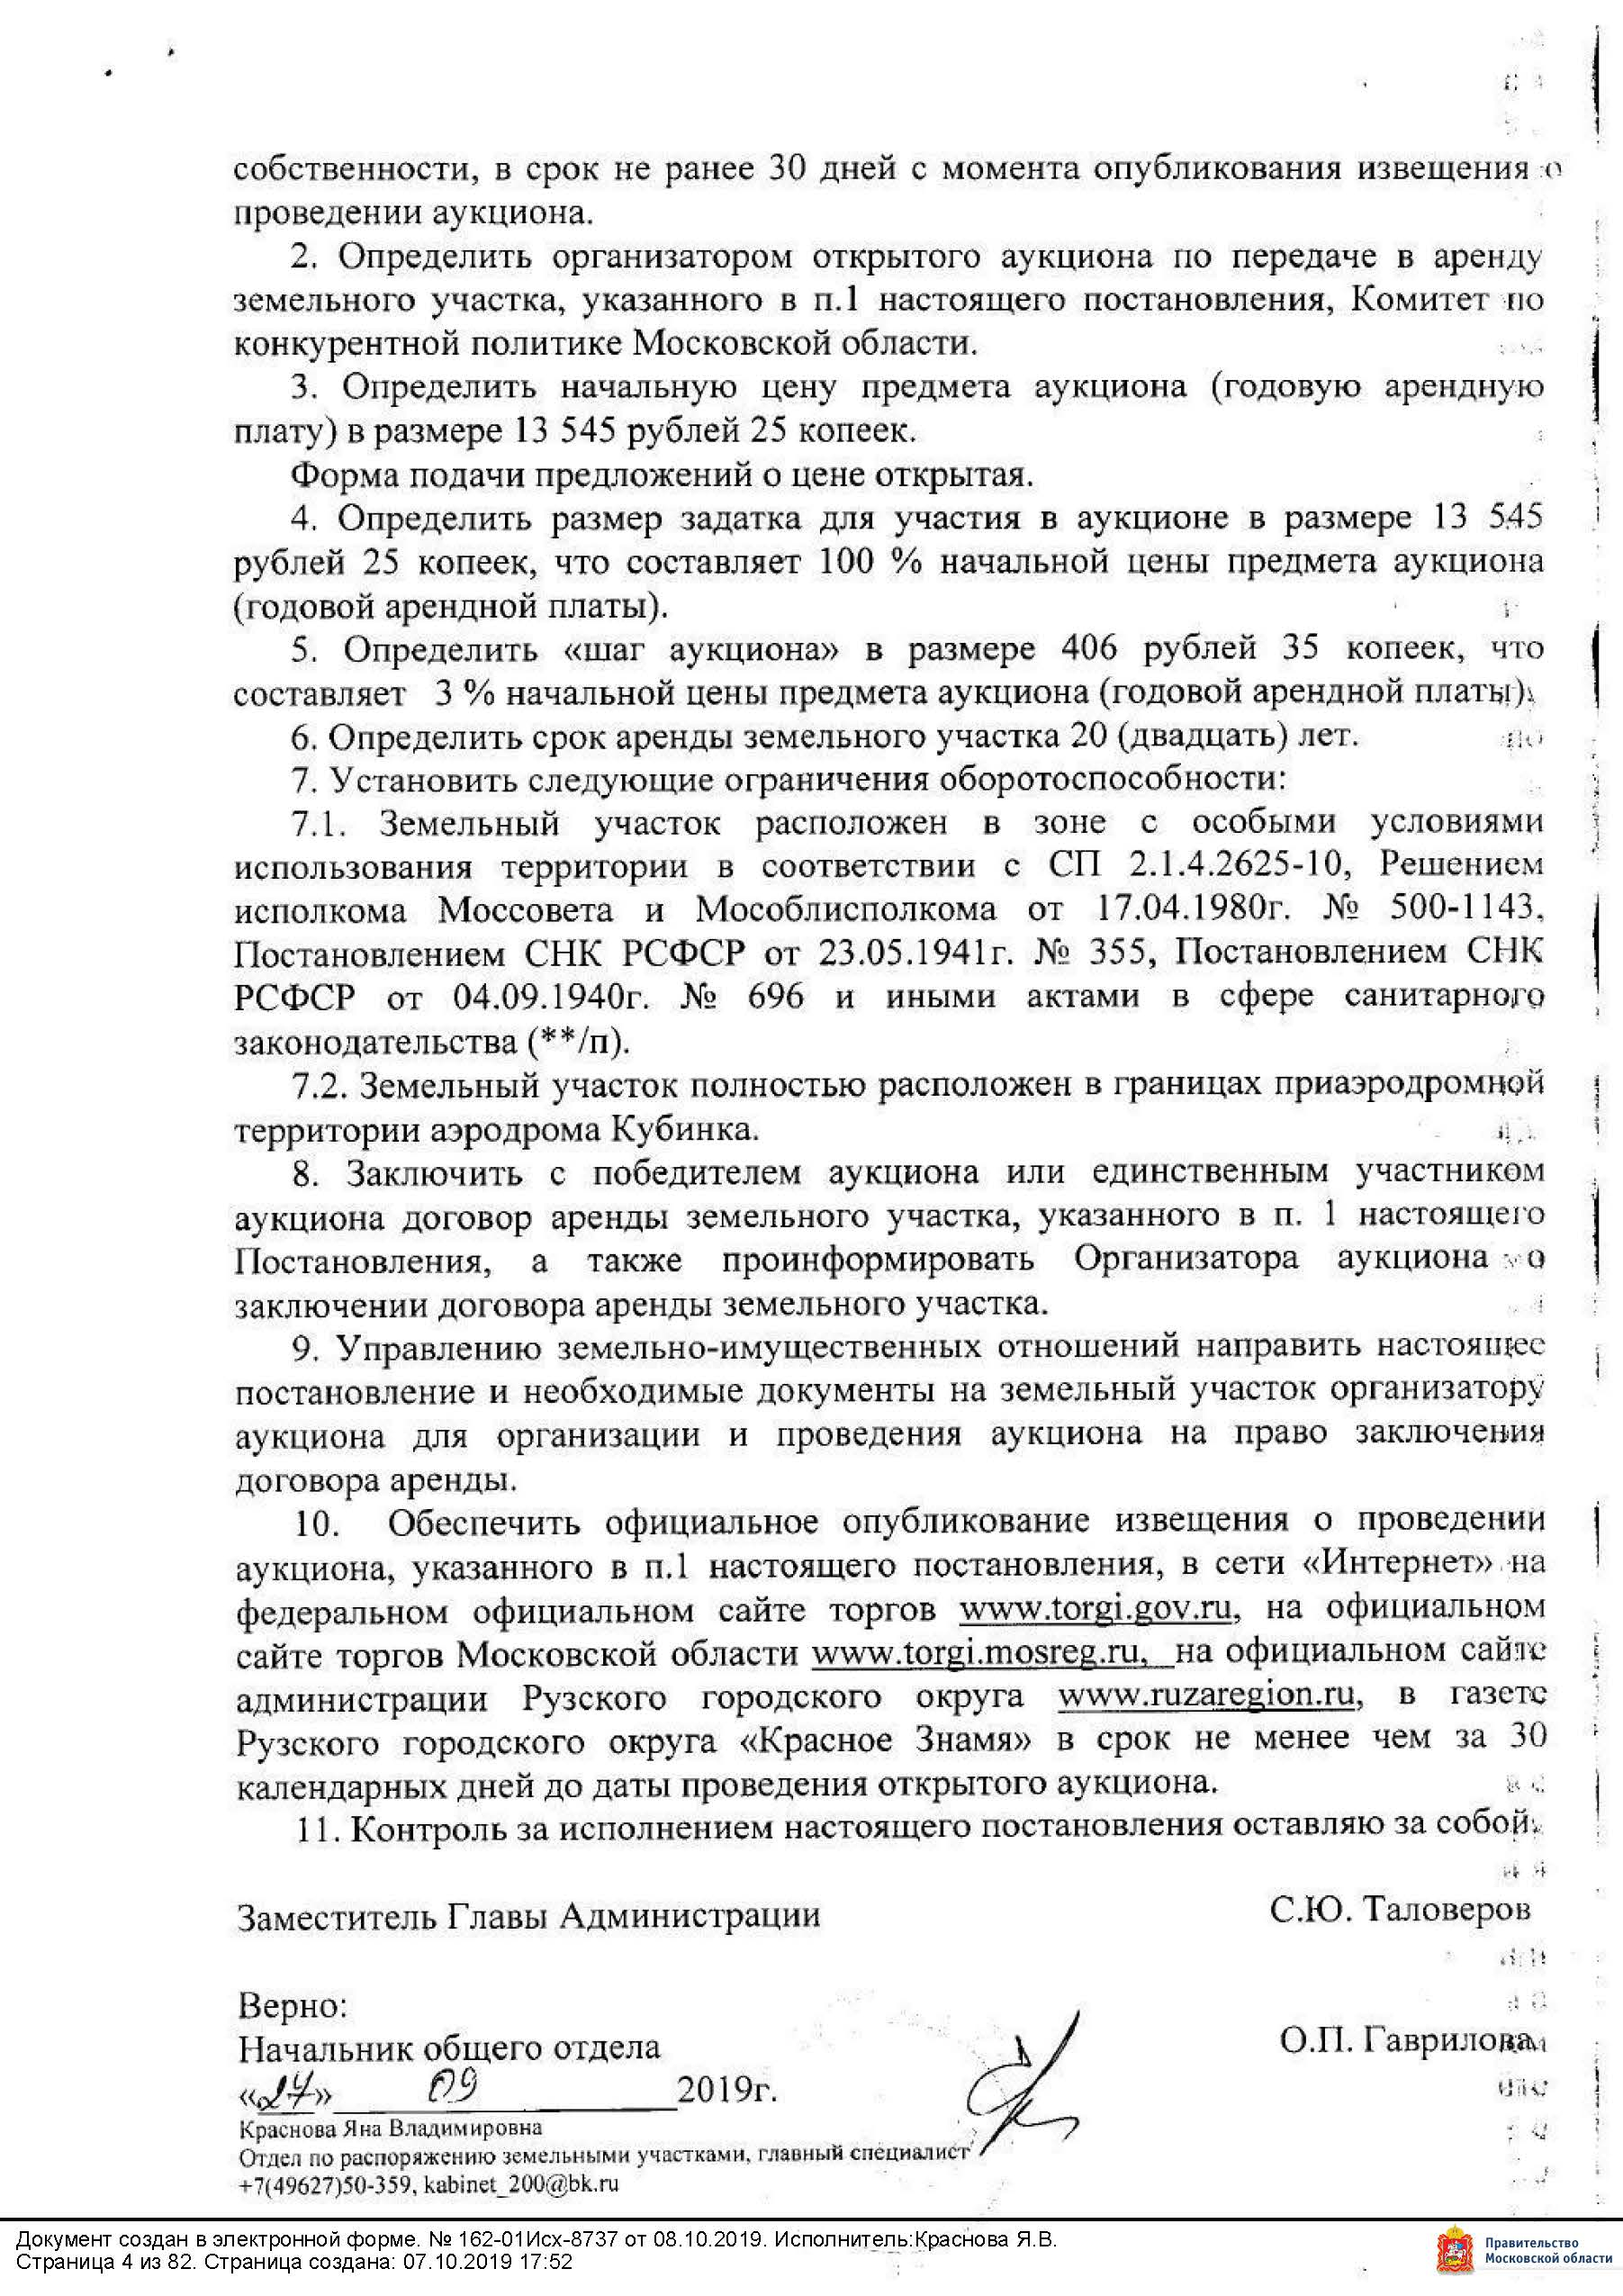 собственности, в срок не ранее 30 дней с момента опубликования извещения о
проведении аукциона.
2. Определить организатором открытого аукциона по передаче в аренду
земельного участка, указанного в п.1 настоящего постановления, Комитет по
конкурентной политике Московской области.
3. Определить начальную цену предмета аукциона (годовую арендную
плату) в размере 13 545 рублей 25 копеек.
Форма подачи предложений о цене открытая.
4. Определить размер задатка для участия в аукционе в размере 13 545
рублей 25 копеек, что составляет 100 % начальной цены предмета аукциона
(годовой арендной платы).
5. Определить «шаг аукциона» в размере 406 рублей 35 копеек, что
составляет 3 % начальной цены предмета аукциона (годовой арендной платы).
6. Определить срок аренды земельного участка 20 (двадцать) лет.
7. Установить следующие ограничения оборотоспособности:
7.1. Земельный участок расположен в зоне с особыми условиями
использования территории в соответствии с СП 2.1.4.2625-10, Решением
исполкома Моссовета и Мособлисполкома от 17.04.1980г. № 500-1143,
Постановлением СНК РСФСР от 23.05.1941г. № 355, Постановлением СНК
РСФСР от 04.09.1940г. № 696 и иными актами в сфере санитарного
законодательства (**/п).
7.2. Земельный участок полностью расположен в границах приаэродромной
территории аэродрома Кубинка.
8. Заключить с победителем аукциона или единственным участником
аукциона договор аренды земельного участка, указанного в п. 1 настоящего
Постановления, а также проинформировать Организатора аукциона о
заключении договора аренды земельного участка.
9. Управлению земельно-имущественных отношений направить настоящее
постановление и необходимые документы на земельный участок организатору
аукциона для организации и проведения аукциона на право заключения
договора аренды.
10. Обеспечить официальное опубликование извещения о проведении
аукциона, указанного в п.1 настоящего постановления, в сети «Интернет» на
федеральном официальном сайте торгов www.torgi.gov.ru, на официальном
сайте торгов Московской области www.torgi.mosreg.ru, на официальном сайте
администрации Рузского городского округа www.ruzaregion.ru, в газете
Рузского городского округа «Красное Знамя» в срок не менее чем за 30
календарных дней до даты проведения открытого аукциона.
11. Контроль за исполнением настоящего постановления оставляю за собой.
Заместитель Главы Администрации С.Ю. Таловеров
Верно:
Начальник общего отдела О.П. Гаврилова
«27» 09 2019г.
Краснова Яна Владимировна
Отдел по распоряжению земельными участками, главный специалист
+7(49627)50-359, kabinet_200@bk.ru
Документ создан в электронной форме. № 162-01Исх-8737 от 08.10.2019. Исполнитель:Краснова Я.В.
Страница 4 из 82. Страница создана: 07.10.2019 17:52
Правительство
Московской области